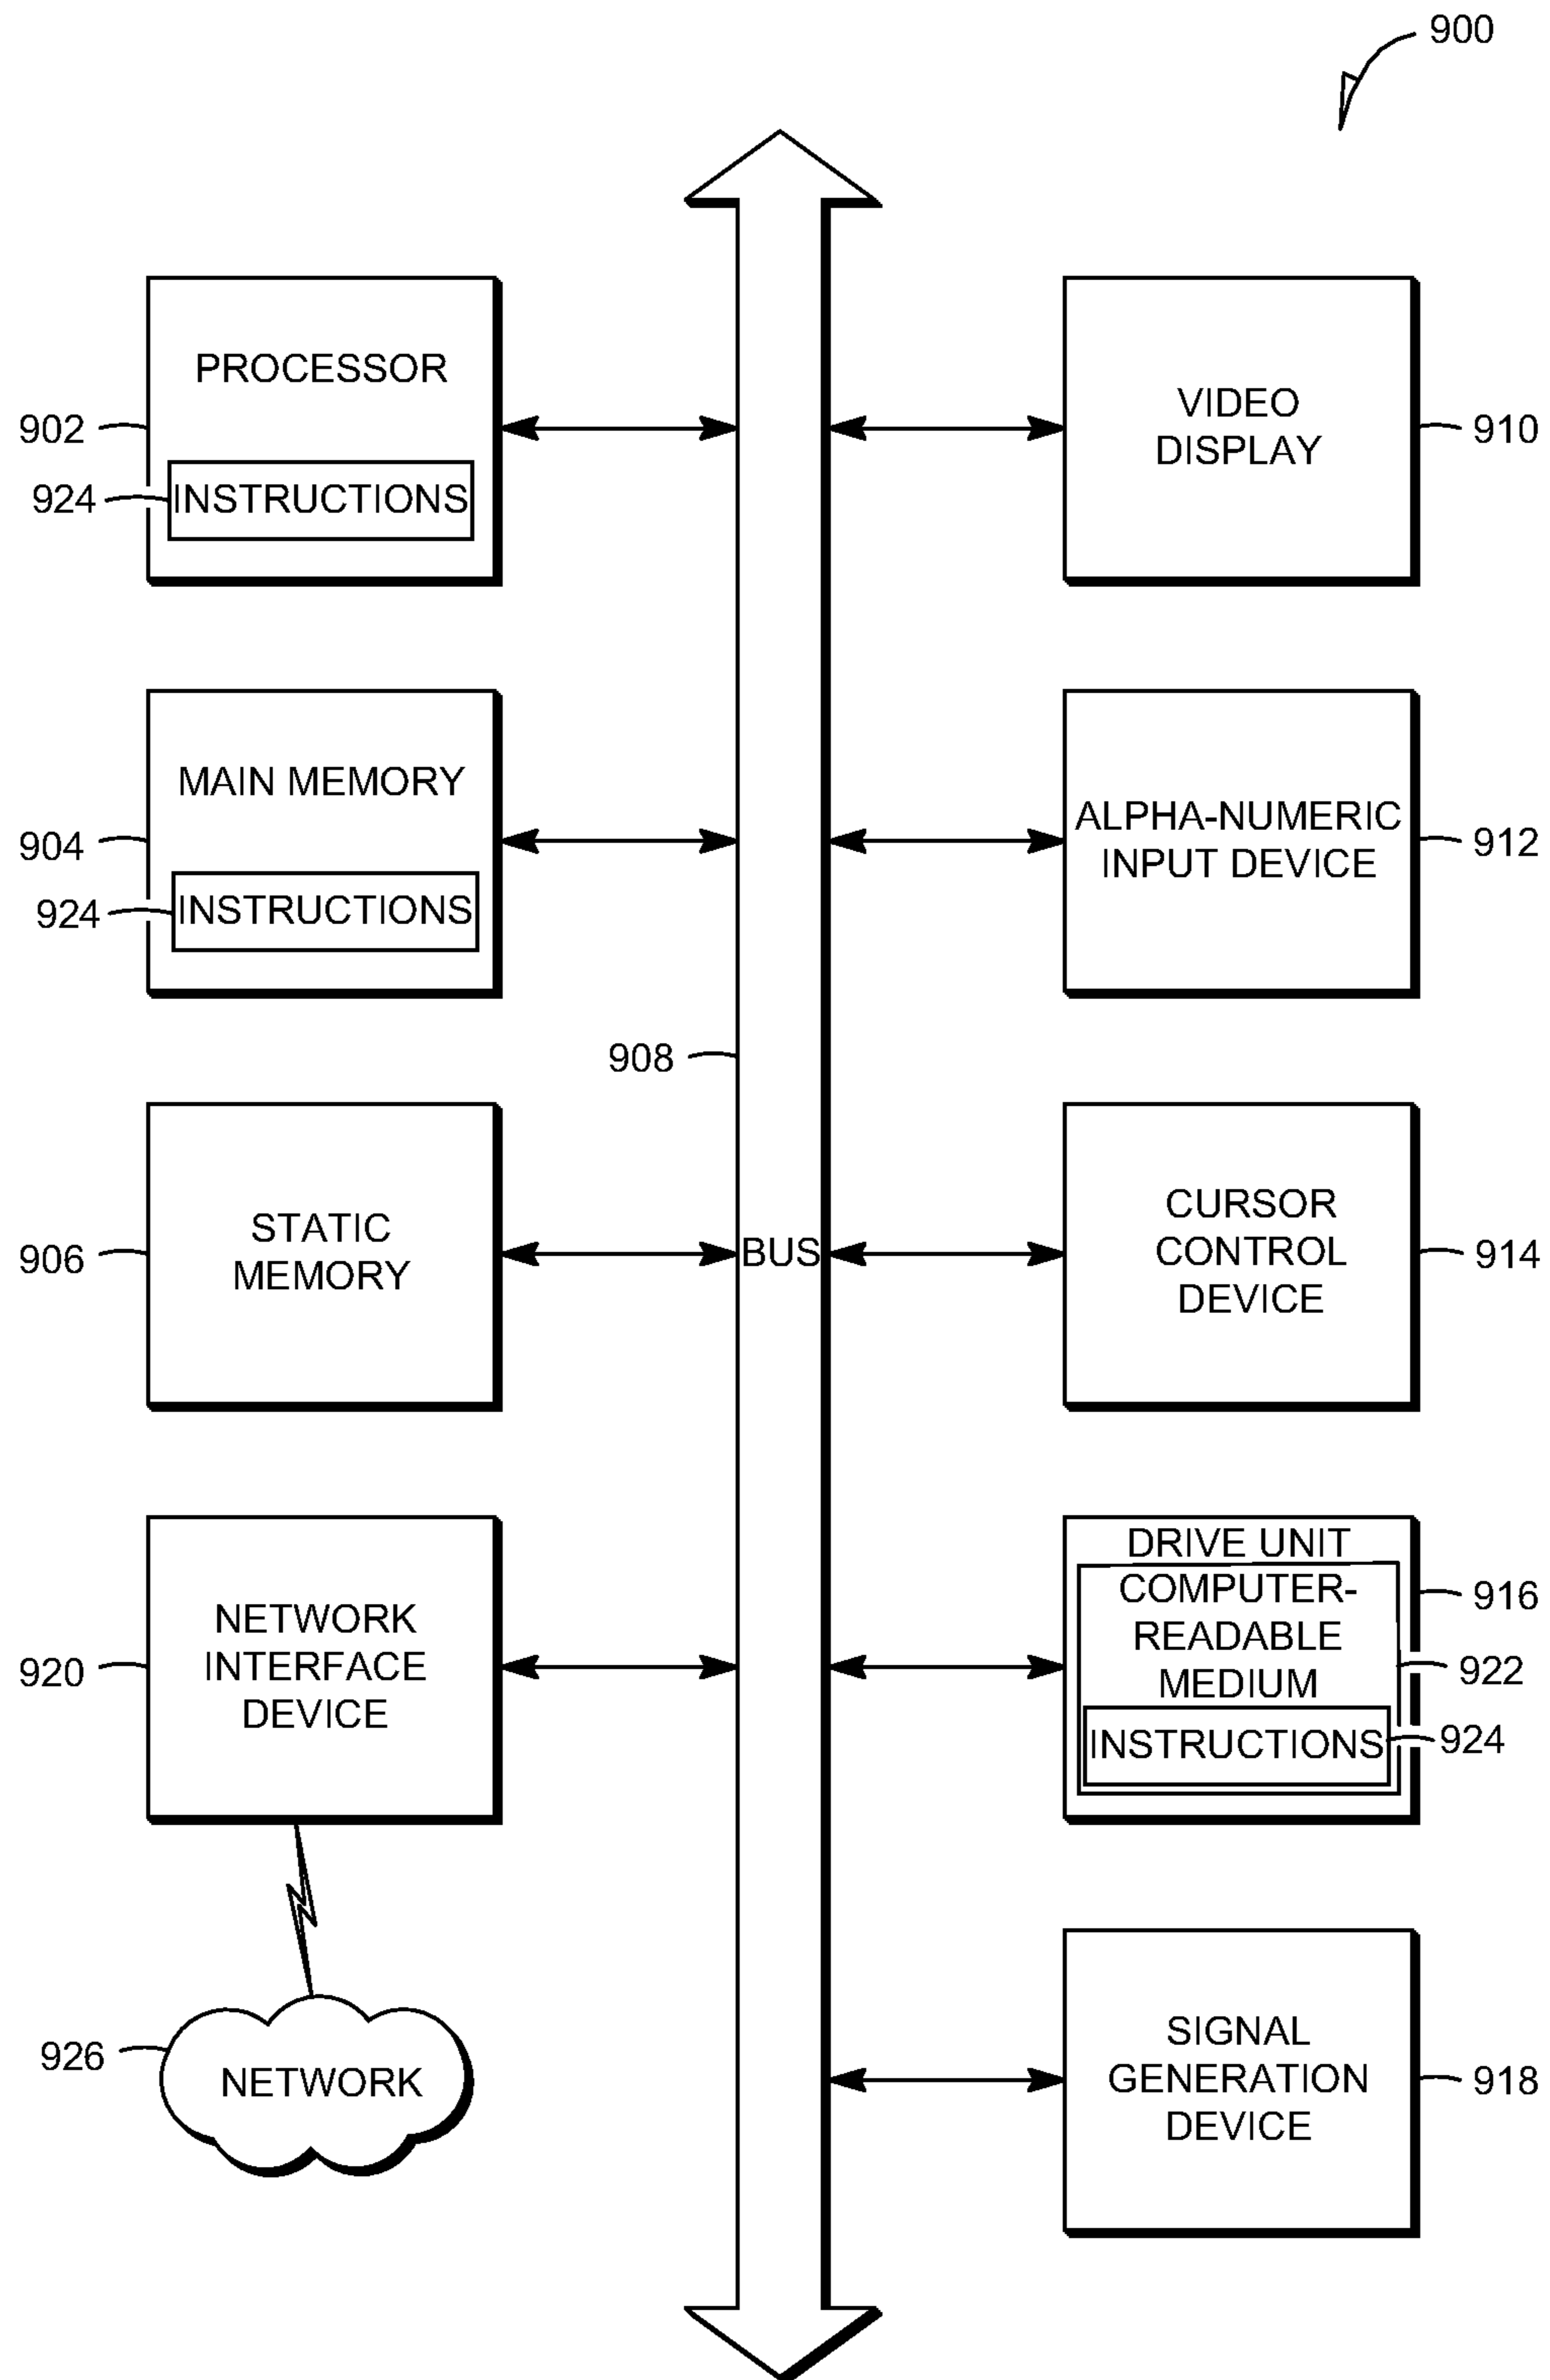 900
PROCESSOR
902
924
INSTRUCTIONS
VIDEO
DISPLAY
910
MAIN MEMORY
904
924
INSTRUCTIONS
ALPHA-NUMERIC
INPUT DEVICE
912
908
STATIC
MEMORY
906
BUS
CURSOR
CONTROL
DEVICE
914
NETWORK
INTERFACE
DEVICE
920
DRIVE UNIT
COMPUTER-
READABLE
MEDIUM
INSTRUCTIONS
916
922
924
926
NETWORK
SIGNAL
GENERATION
DEVICE
918